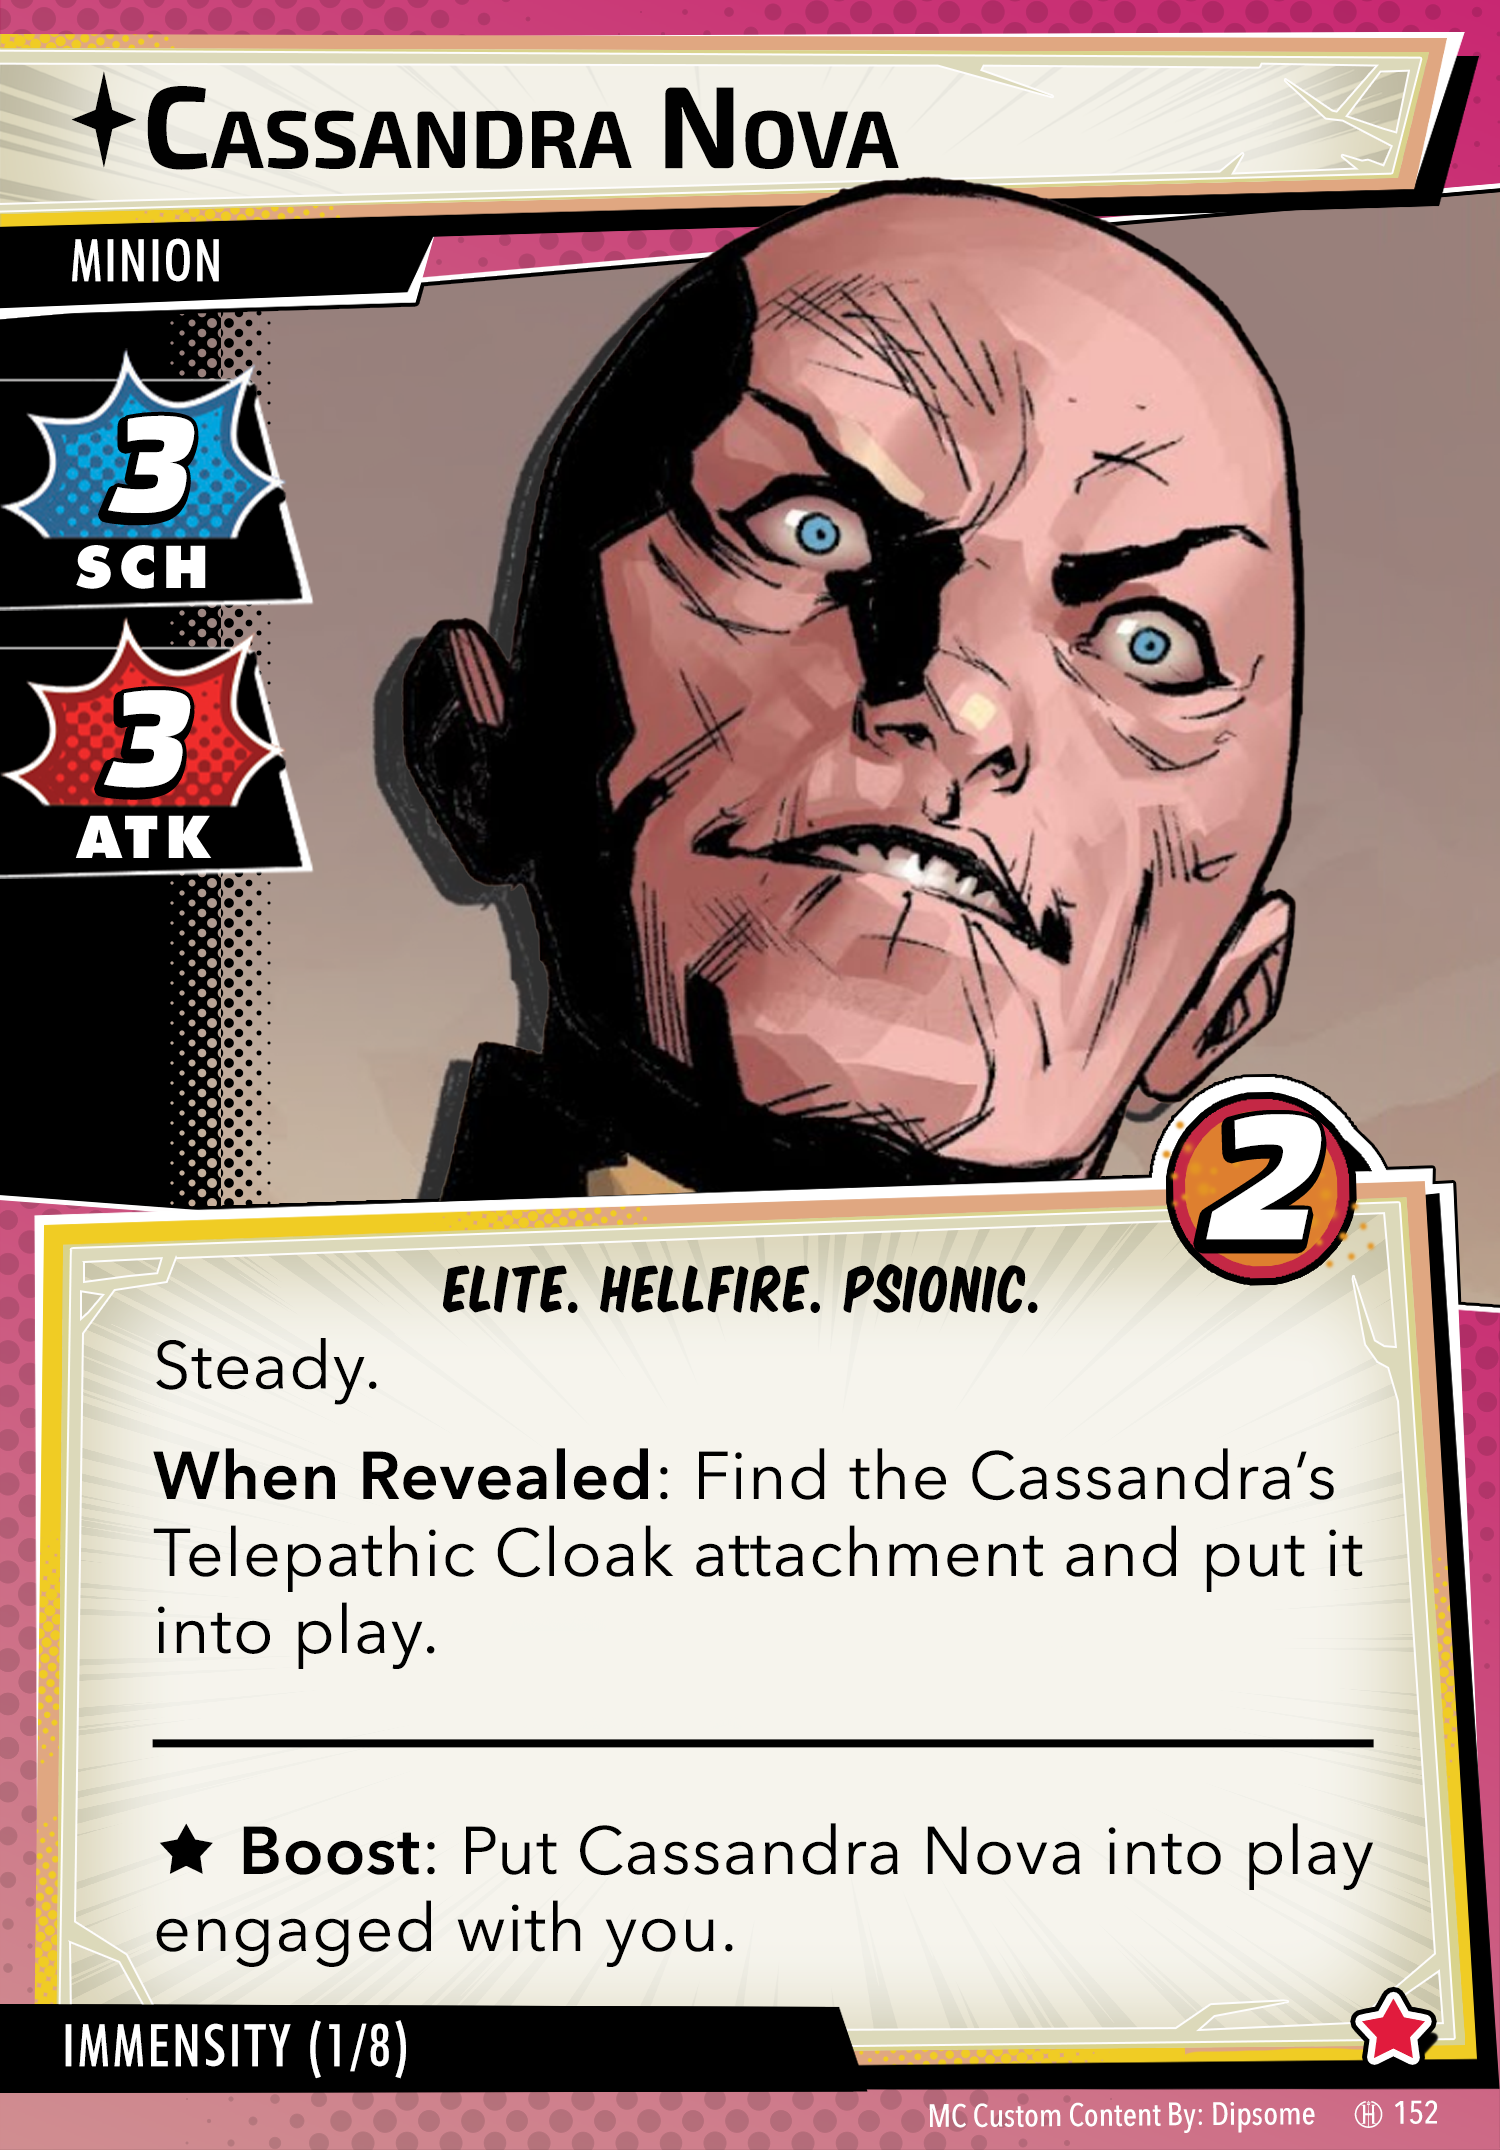 Cassandra Nova
MINION
3
SCH
3
ATK
2
ELITE. HELLFIRE. PSIONIC.
Steady.
When Revealed: Find the Cassandra’s
Telepathic Cloak attachment and put it
into play.
★ Boost: Put Cassandra Nova into play
engaged with you.
IMMENSITY (1/8)
MC Custom Content By: Dipsome
152